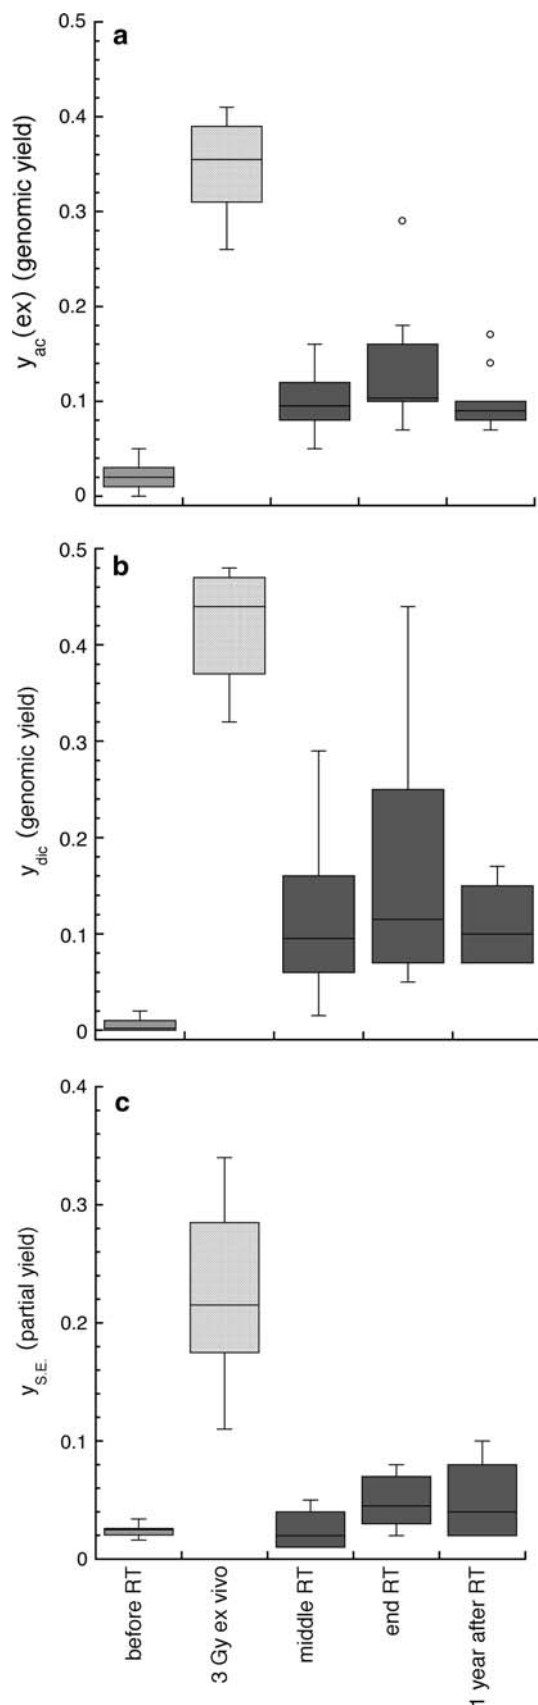 a
0.5
0.4
0.3
0.2
0.1
0
y_ac(ex) (genomic yield)
b
0.5
0.4
0.3
0.2
0.1
0
y_dic (genomic yield)
c
0.4
0.3
0.2
0.1
0
y_S.E. (partial yield)
before RT
3 Gy ex vivo
middle RT
end RT
1 year after RT